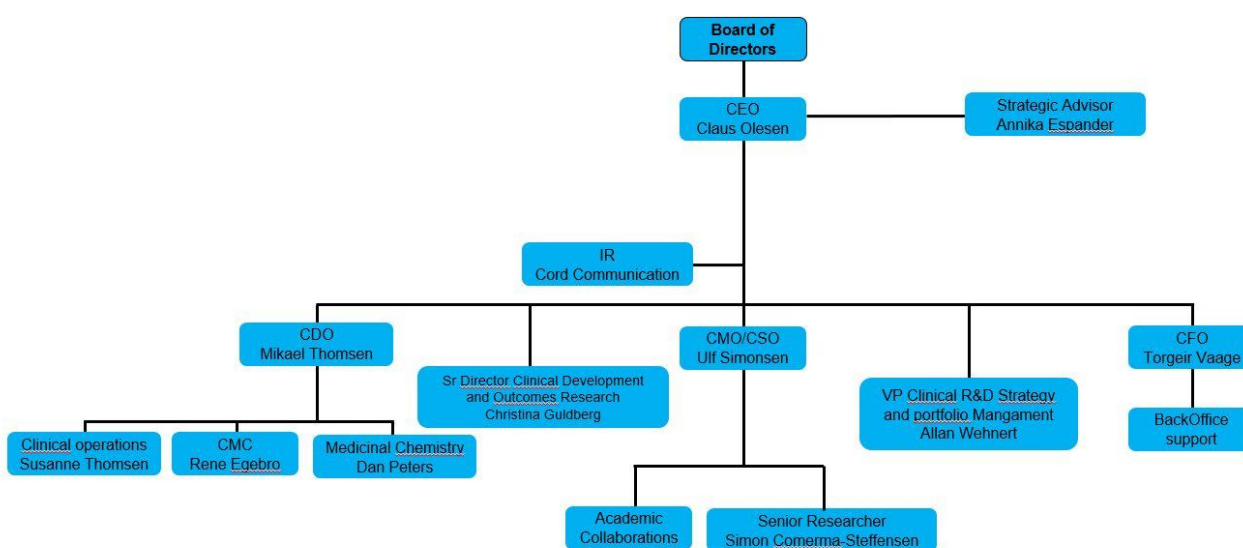 Board of
Directors
CEO
Claus Olesen
Strategic Advisor
Annika Espander
IR
Cord Communication
CDO
Mikael Thomsen
Sr Director Clinical Development
and Outcomes Research
Christina Guldberg
CMO/CSO
Ulf Simonsen
VP Clinical R&D Strategy
and portfolio Mangament
Allan Wehnert
CFO
Torgeir Vaage
Clinical operations
Susanne Thomsen
CMC
Rene Egebro
Medicinal Chemistry
Dan Peters
BackOffice
support
Academic
Collaborations
Senior Researcher
Simon Comerma-Steffensen